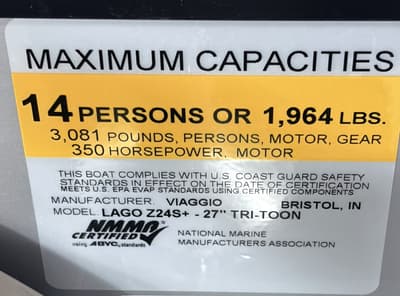 MAXIMUM CAPACITIES
14 PERSONS OR 1,964 LBS.
3,081 POUNDS, PERSONS, MOTOR, GEAR
350 HORSEPOWER, MOTOR
THIS BOAT COMPLIES WITH U.S. COAST GUARD SAFETY
STANDARDS IN EFFECT ON THE DATE OF CERTIFICATION
MEETS U.S. EPA EVAP STANDARDS USING CERTIFIED COMPONENTS
MANUFACTURER: VIAGGIO BRISTOL, IN
MODEL: LAGO Z24S+ - 27" TRI-TOON
NMMA
CERTIFIED
using ABYC, standards
NATIONAL MARINE
MANUFACTURERS ASSOCIATION